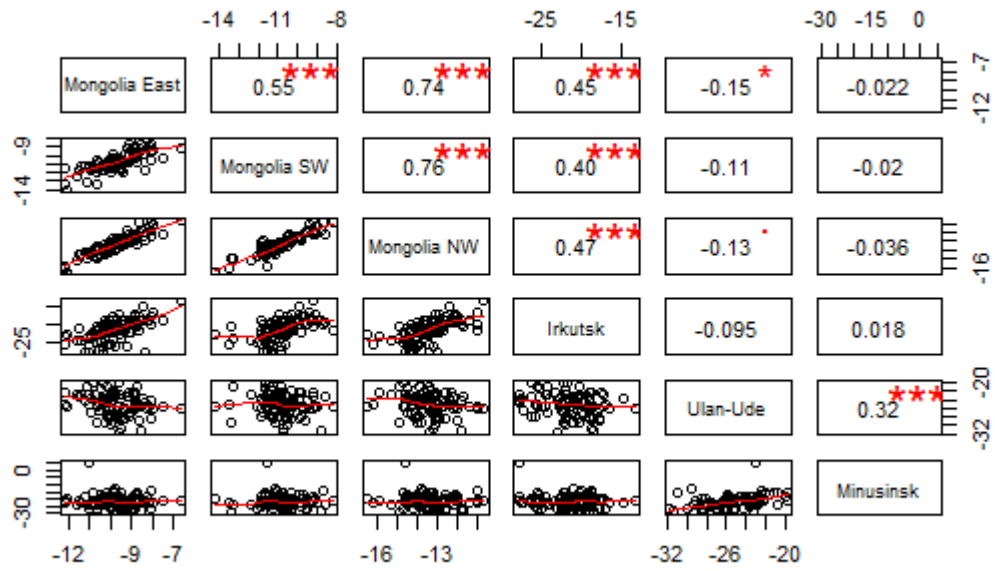 -14 -8 -25 -15 -30 0
Mongolia East 0.55 *** 0.74 *** 0.45 *** -0.15 * -0.022 -7 -12
-9 -14 Mongolia SW 0.76 *** 0.40 *** -0.11 -0.02
Mongolia NW 0.47 *** -0.13 . -0.036 -16
-25 Irkutsk -0.095 0.018
Ulan-Ude 0.32 *** -20 -32
0 -30 Minusinsk
-12 -9 -7 -16 -13 -32 -26 -20